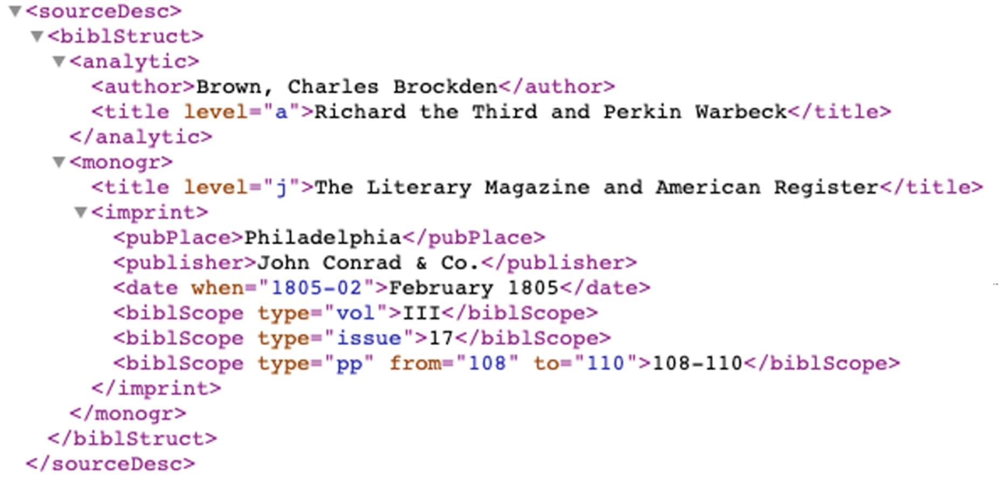 <sourceDesc>
<biblStruct>
<analytic>
<author>Brown, Charles Brockden</author>
<title level="a">Richard the Third and Perkin Warbeck</title>
</analytic>
<monogr>
<title level="j">The Literary Magazine and American Register</title>
<imprint>
<pubPlace>Philadelphia</pubPlace>
<publisher>John Conrad & Co.</publisher>
<date when="1805-02">February 1805</date>
<biblScope type="vol">III</biblScope>
<biblScope type="issue">17</biblScope>
<biblScope type="pp" from="108" to="110">108-110</biblScope>
</imprint>
</monogr>
</biblStruct>
</sourceDesc>